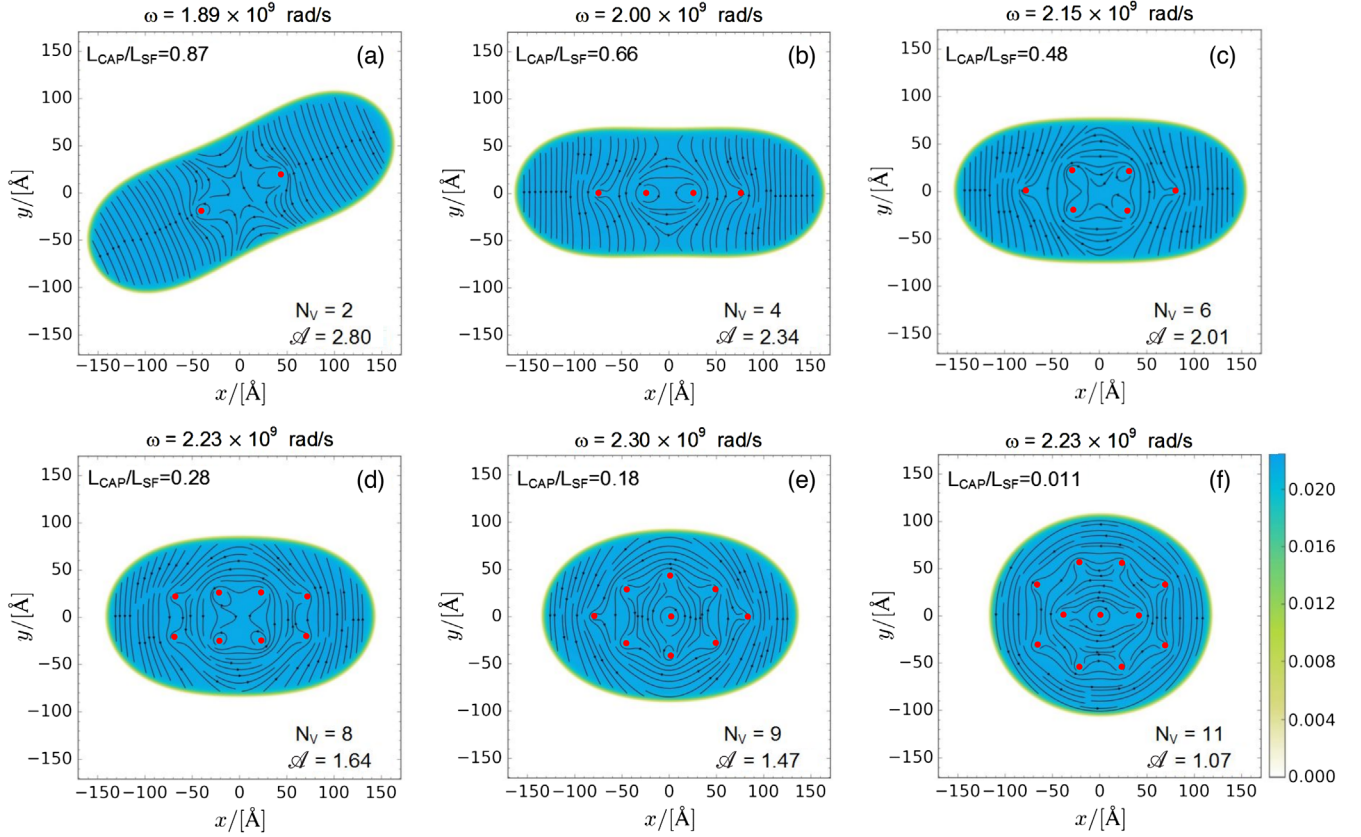 ω = 1.89 × 10⁹ rad/s
L_CAP/L_SF=0.87
(a)
150
100
50
0
−50
−100
−150
y/[Å]
N_V = 2
𝒜 = 2.80
−150 −100 −50 0 50 100 150
x/[Å]
ω = 2.00 × 10⁹ rad/s
L_CAP/L_SF=0.66
(b)
150
100
50
0
−50
−100
−150
y/[Å]
N_V = 4
𝒜 = 2.34
−150 −100 −50 0 50 100 150
x/[Å]
ω = 2.15 × 10⁹ rad/s
L_CAP/L_SF=0.48
(c)
150
100
50
0
−50
−100
−150
y/[Å]
N_V = 6
𝒜 = 2.01
−150 −100 −50 0 50 100 150
x/[Å]
ω = 2.23 × 10⁹ rad/s
L_CAP/L_SF=0.28
(d)
150
100
50
0
−50
−100
−150
y/[Å]
N_V = 8
𝒜 = 1.64
−150 −100 −50 0 50 100 150
x/[Å]
ω = 2.30 × 10⁹ rad/s
L_CAP/L_SF=0.18
(e)
150
100
50
0
−50
−100
−150
y/[Å]
N_V = 9
𝒜 = 1.47
−150 −100 −50 0 50 100 150
x/[Å]
ω = 2.23 × 10⁹ rad/s
L_CAP/L_SF=0.011
(f)
150
100
50
0
−50
−100
−150
y/[Å]
N_V = 11
𝒜 = 1.07
−150 −100 −50 0 50 100 150
x/[Å]
0.020
0.016
0.012
0.008
0.004
0.000